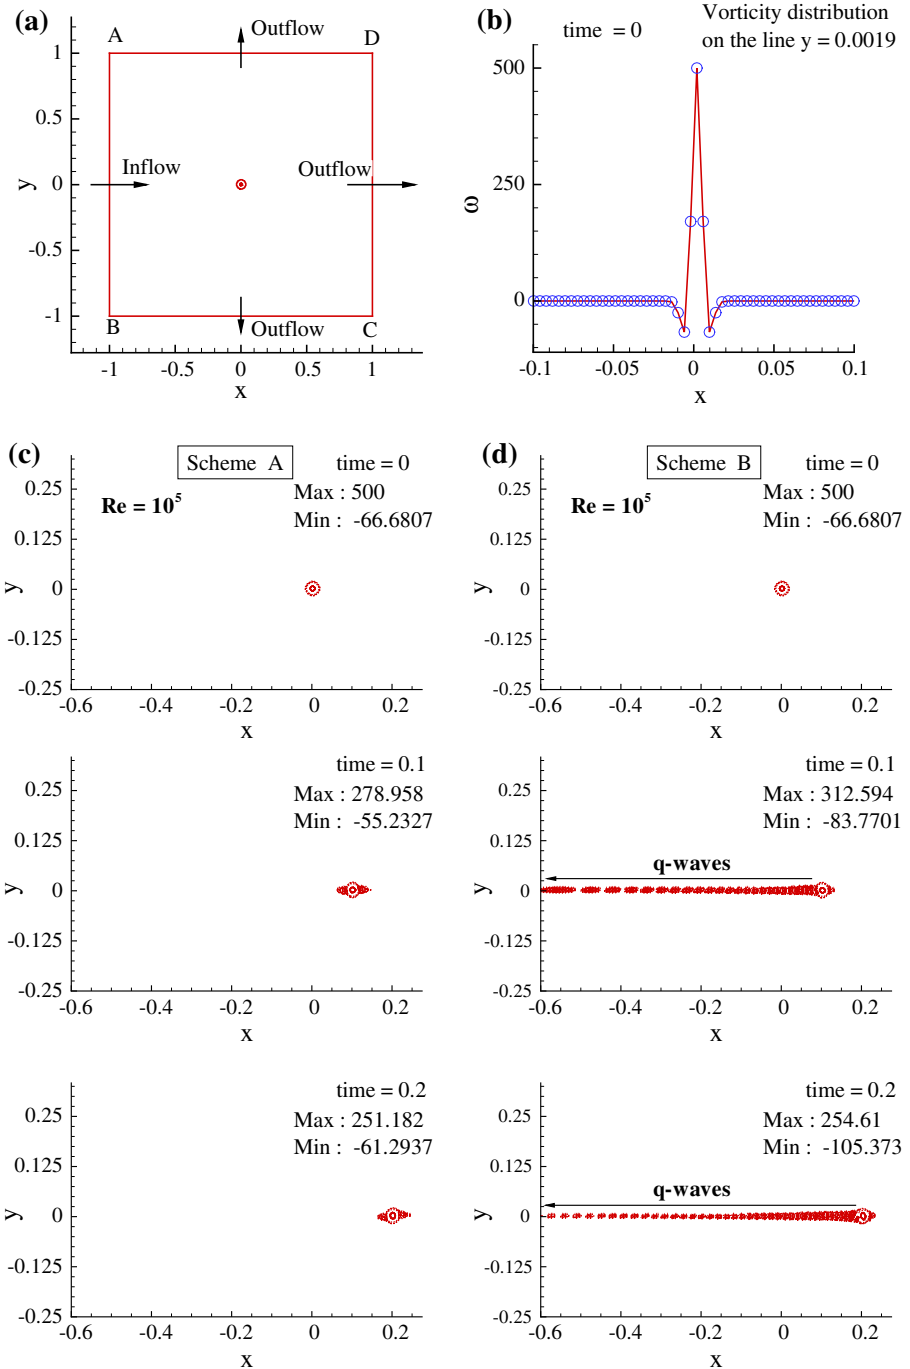 (a)
A
D
Outflow
1
0.5
Inflow
Outflow
y
0
-0.5
-1
B
Outflow
C
-1
-0.5
0
0.5
1
x
(b)
time = 0
Vorticity distribution
on the line y = 0.0019
500
250
ω
0
-0.1
-0.05
0
0.05
0.1
x
(c)
Scheme A
time = 0
Max : 500
Min : -66.6807
Re = 10⁵
0.25
0.125
y
0
-0.125
-0.25
-0.6
-0.4
-0.2
0
0.2
x
(d)
Scheme B
time = 0
Max : 500
Min : -66.6807
Re = 10⁵
0.25
0.125
y
0
-0.125
-0.25
-0.6
-0.4
-0.2
0
0.2
x
time = 0.1
Max : 278.958
Min : -55.2327
0.25
0.125
y
0
-0.125
-0.25
-0.6
-0.4
-0.2
0
0.2
x
time = 0.1
Max : 312.594
Min : -83.7701
q-waves
0.25
0.125
y
0
-0.125
-0.25
-0.6
-0.4
-0.2
0
0.2
x
time = 0.2
Max : 251.182
Min : -61.2937
0.25
0.125
y
0
-0.125
-0.25
-0.6
-0.4
-0.2
0
0.2
x
time = 0.2
Max : 254.61
Min : -105.373
q-waves
0.25
0.125
y
0
-0.125
-0.25
-0.6
-0.4
-0.2
0
0.2
x